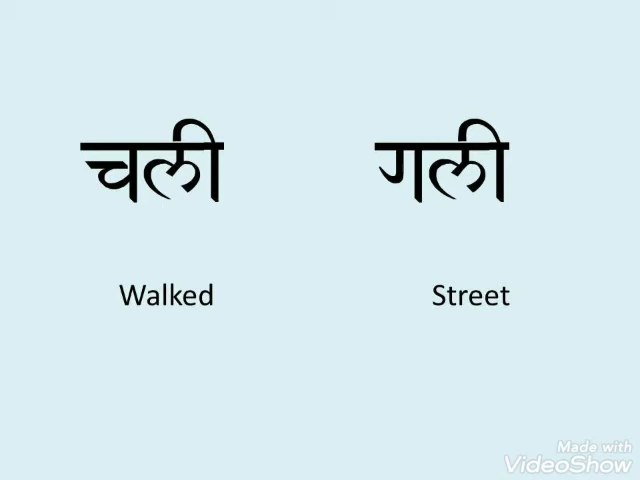 चली गली
Walked Street
Made with
VideoShow